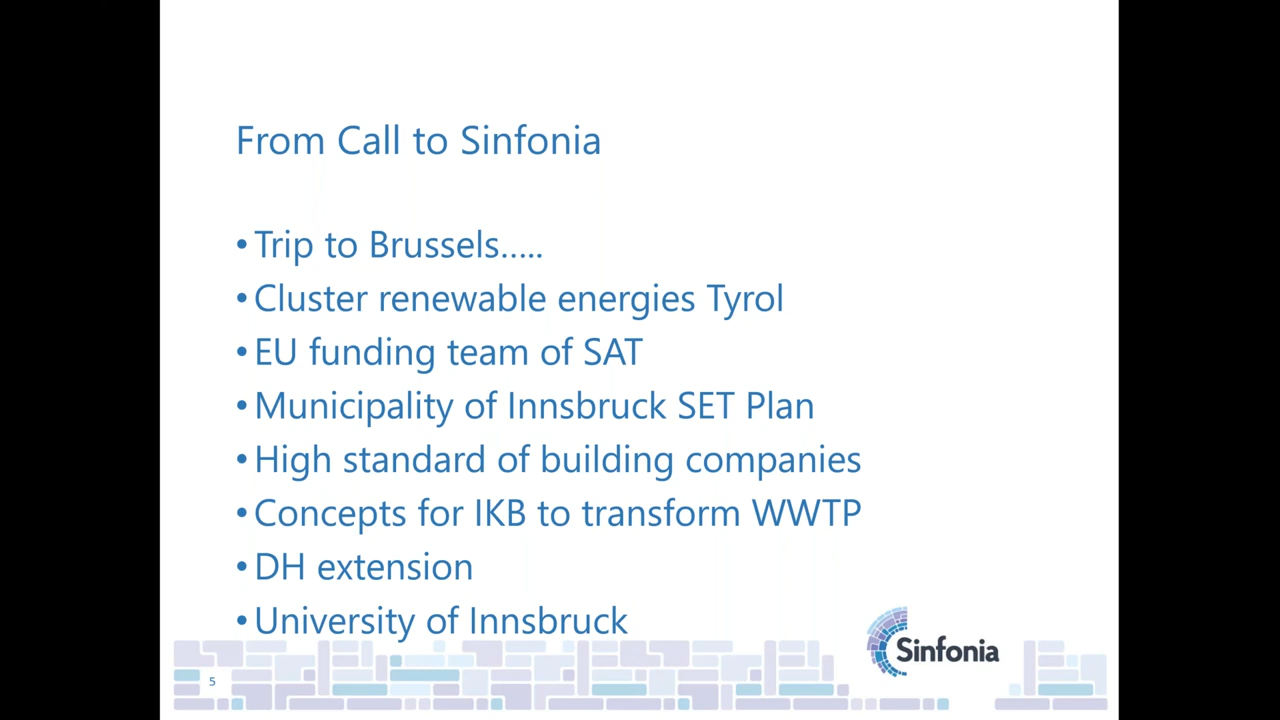 From Call to Sinfonia
•Trip to Brussels.....
•Cluster renewable energies Tyrol
•EU funding team of SAT
•Municipality of Innsbruck SET Plan
•High standard of building companies
•Concepts for IKB to transform WWTP
•DH extension
•University of Innsbruck
Sinfonia
5